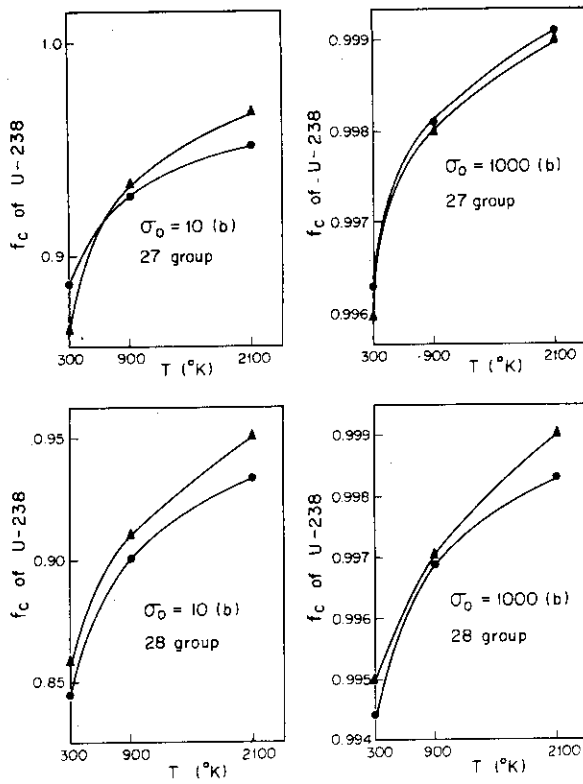 1.0
0.9
f_c of U-238
σ_0 = 10 (b)
27 group
300 900 2100
T (°K)
0.999
0.998
0.997
0.996
f_c of U-238
σ_0 = 1000 (b)
27 group
300 900 2100
T (°K)
0.95
0.90
0.85
f_c of U-238
σ_0 = 10 (b)
28 group
300 900 2100
T (°K)
0.999
0.998
0.997
0.996
0.995
0.994
f_c of U-238
σ_0 = 1000 (b)
28 group
300 900 2100
T (°K)